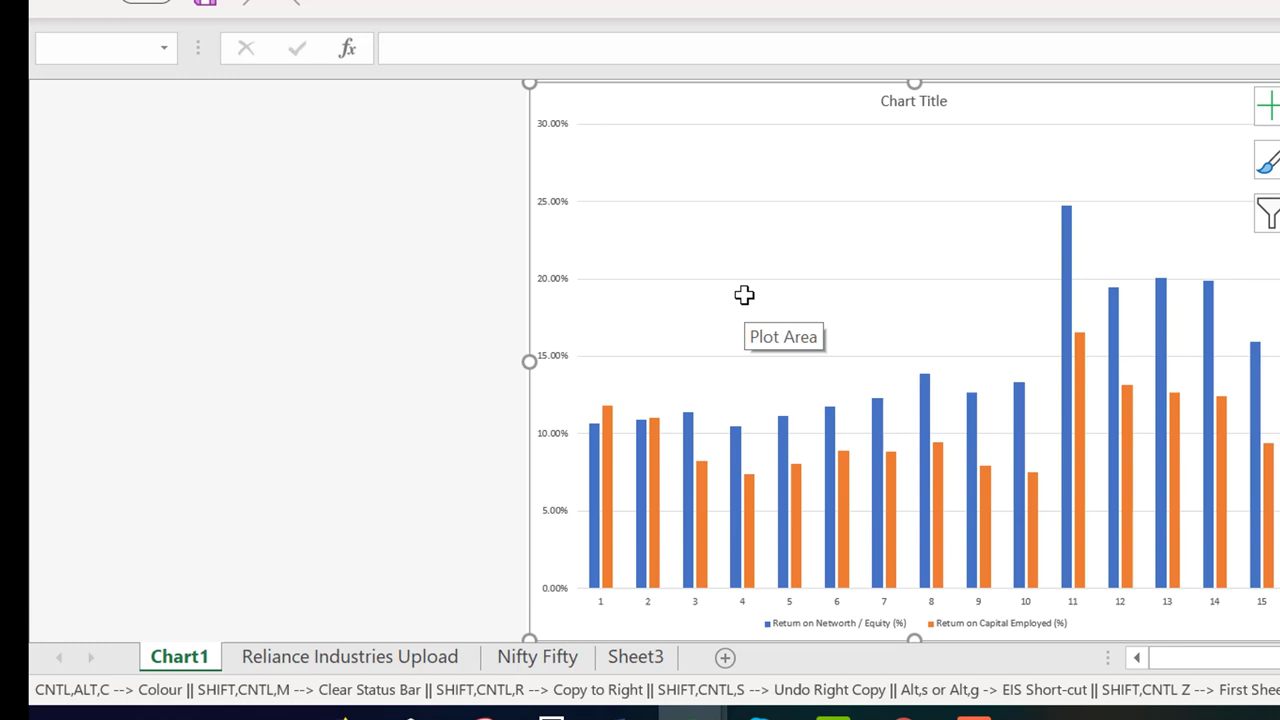 fx
Chart Title
30.00%
25.00%
20.00%
Plot Area
15.00%
10.00%
5.00%
0.00%
1 2 3 4 5 6 7 8 9 10 11 12 13 14 15
Return on Networth / Equity (%) Return on Capital Employed (%)
Chart1 Reliance Industries Upload Nifty Fifty Sheet3
CNTL,ALT,C --> Colour || SHIFT,CNTL,M --> Clear Status Bar || SHIFT,CNTL,R --> Copy to Right || SHIFT,CNTL,S --> Undo Right Copy || Alt,s or Alt,g -> EIS Short-cut || SHIFT,CNTL Z --> First Shee